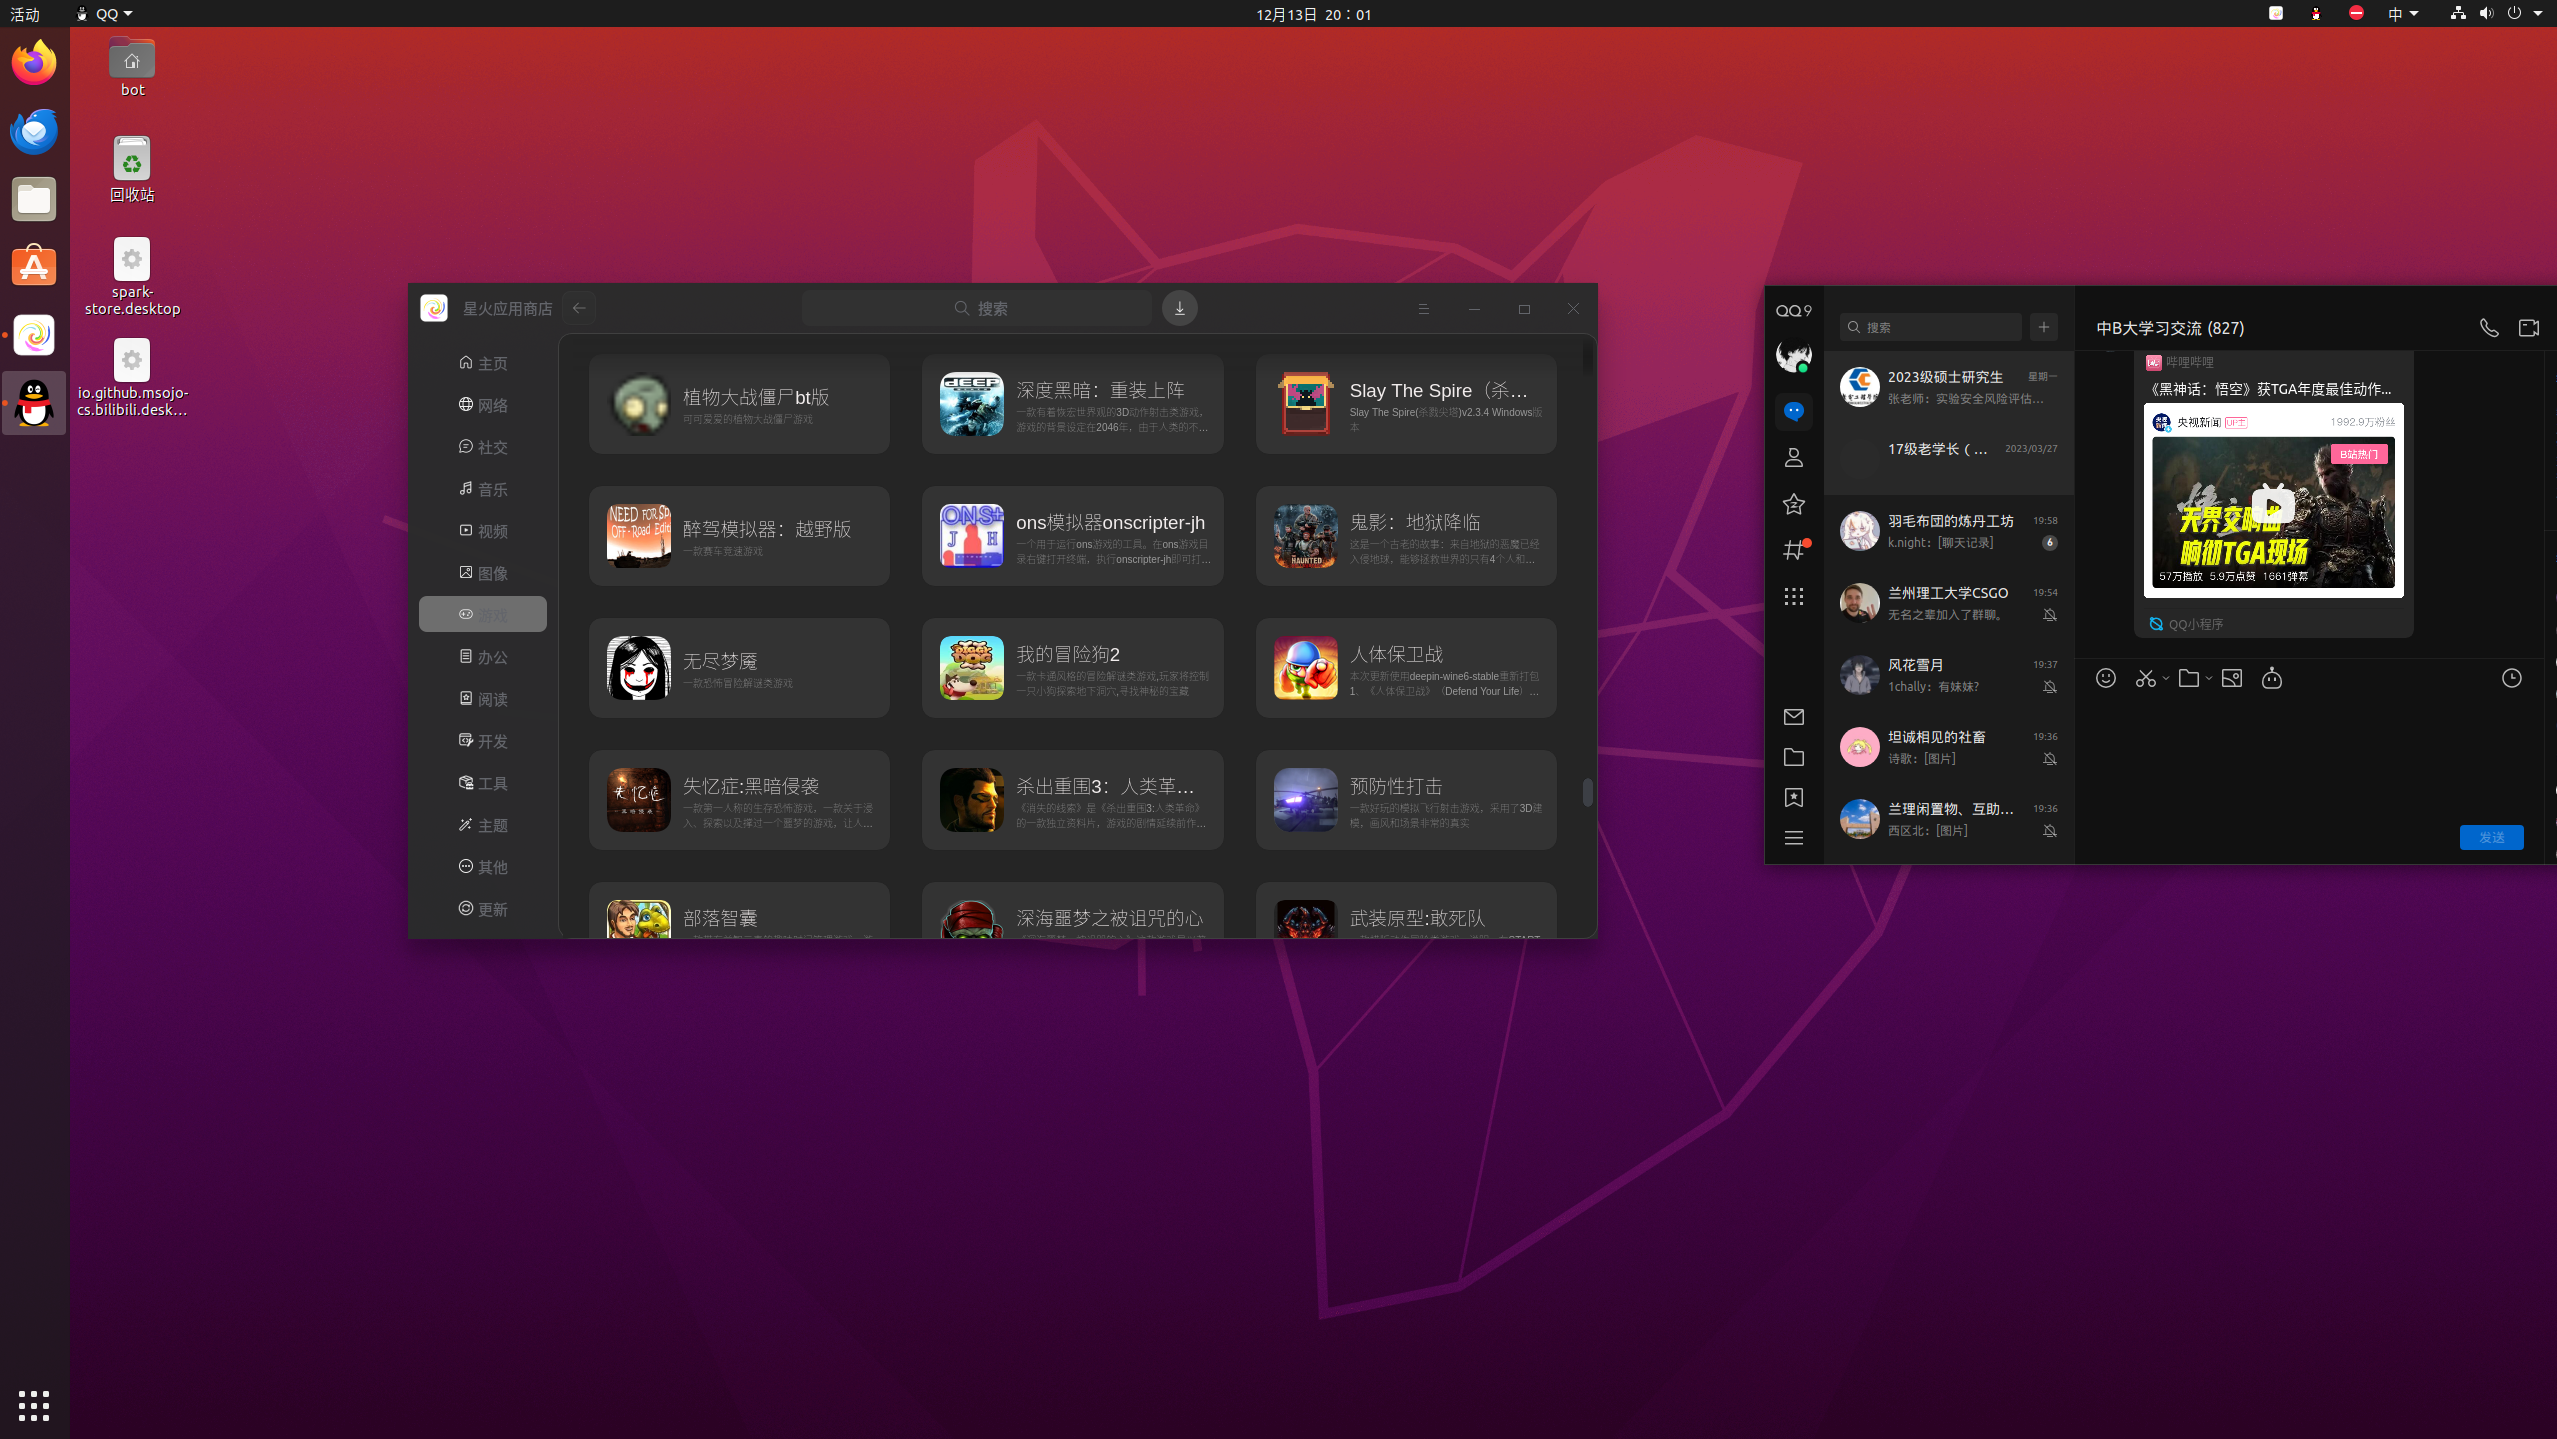 活动
QQ
12月13日 20：01
中
bot
回收站
spark-
store.desktop
io.github.msojo-
cs.bilibili.desk...
星火应用商店
搜索
主页
网络
社交
音乐
视频
图像
游戏
办公
阅读
开发
工具
主题
其他
更新
植物大战僵尸bt版
可可爱爱的植物大战僵尸游戏
深度黑暗：重装上阵
一款有着恢宏世界观的3D动作射击类游戏，
游戏的背景设定在2046年，由于人类的不...
Slay The Spire（杀...
Slay The Spire(杀戮尖塔)v2.3.4 Windows版
本
NEED FOR SP
Off-Road Editi
醉驾模拟器：越野版
一款赛车竞速游戏
ONS+
J H
ons模拟器onscripter-jh
一个用于运行ons游戏的工具。在ons游戏目
录右键打开终端，执行onscripter-jh即可打...
HAUNTED
鬼影：地狱降临
这是一个古老的故事：来自地狱的恶魔已经
入侵地球，能够拯救世界的只有4个人和...
无尽梦魇
一款恐怖冒险解谜类游戏
DIGGY
DOG
我的冒险狗2
一款卡通风格的冒险解谜类游戏,玩家将控制
一只小狗探索地下洞穴,寻找神秘的宝藏
人体保卫战
本次更新使用deepin-wine6-stable重新打包
1.《人体保卫战》（Defend Your Life）...
失忆症
失忆症:黑暗侵袭
一款第一人称的生存恐怖游戏，一款关于浸
入、探索以及撑过一个噩梦的游戏，让人...
杀出重围3：人类革...
《消失的线索》是《杀出重围3:人类革命》
的一款独立资料片，游戏的剧情延续前作...
预防性打击
一款好玩的模拟飞行射击游戏，采用了3D建
模，画风和场景非常的真实
部落智囊
深海噩梦之被诅咒的心
武装原型:敢死队
QQ9
搜索
2023级硕士研究生
星期一
张老师：实验安全风险评估...
17级老学长（...
2023/03/27
羽毛布团的炼丹工坊
19:58
k.night：[聊天记录]
6
兰州理工大学CSGO
19:54
无名之辈加入了群聊。
风花雪月
19:37
1chally：有妹妹?
坦诚相见的社畜
19:36
诗歌：[图片]
兰理闲置物、互助...
19:36
西区北：[图片]
中B大学习交流 (827)
哔哩哔哩
《黑神话：悟空》获TGA年度最佳动作...
央视新闻
UP主
1992.9万粉丝
B站热门
天界交响曲
响彻TGA现场
57万播放 5.9万点赞 1661弹幕
QQ小程序
发送